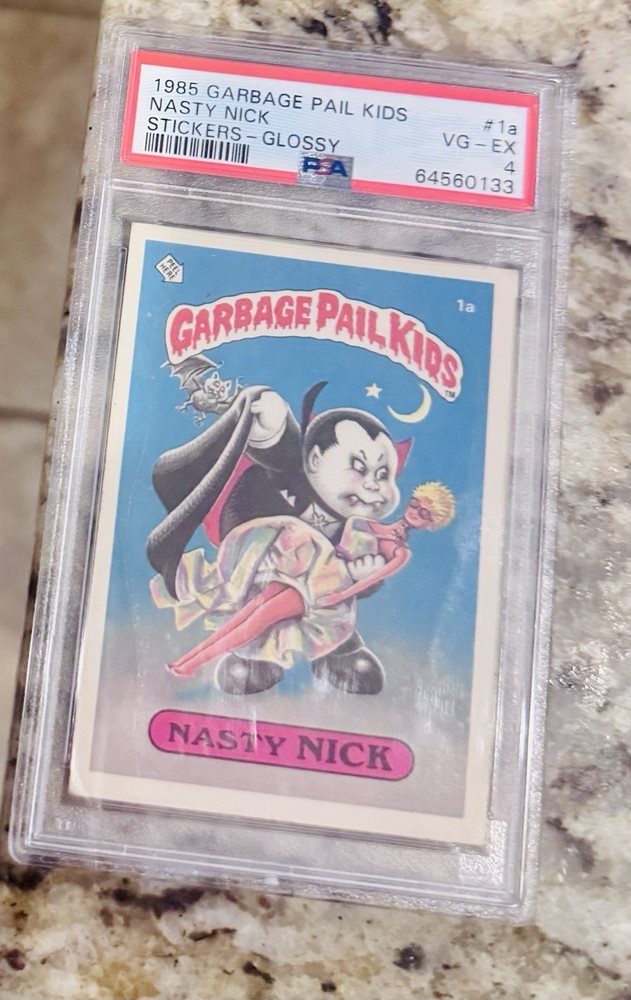 1985 GARBAGE PAIL KIDS
#1a
NASTY NICK
VG-EX
STICKERS-GLOSSY
4
PSA
64560133
PEEL HERE
1a
GARBAGE PAIL KIDS
TM
NASTY NICK